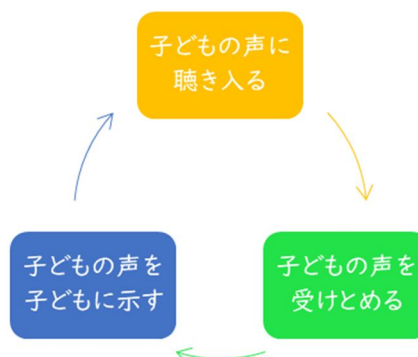 子どもの声に
聴き入る
子どもの声を
受けとめる
子どもの声を
子どもに示す